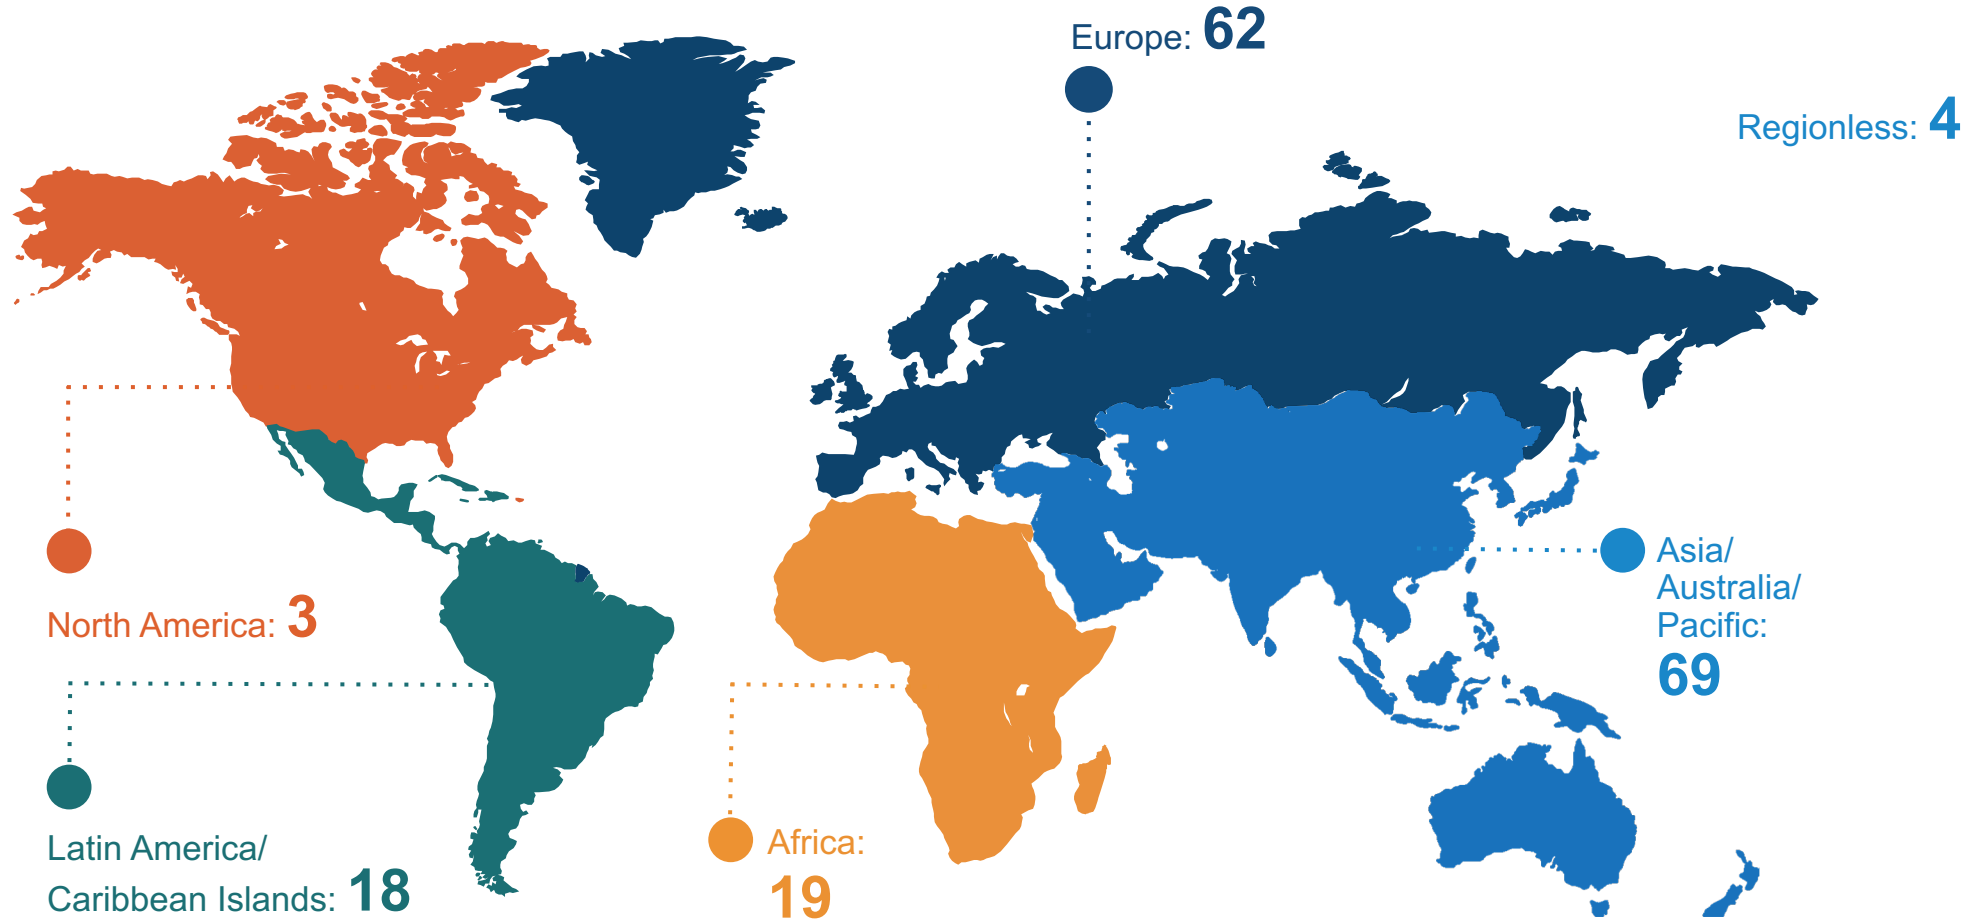 Europe: 62
Regionless: 4
North America: 3
Asia/
Australia/
Pacific:
69
Latin America/
Caribbean Islands: 18
Africa:
19